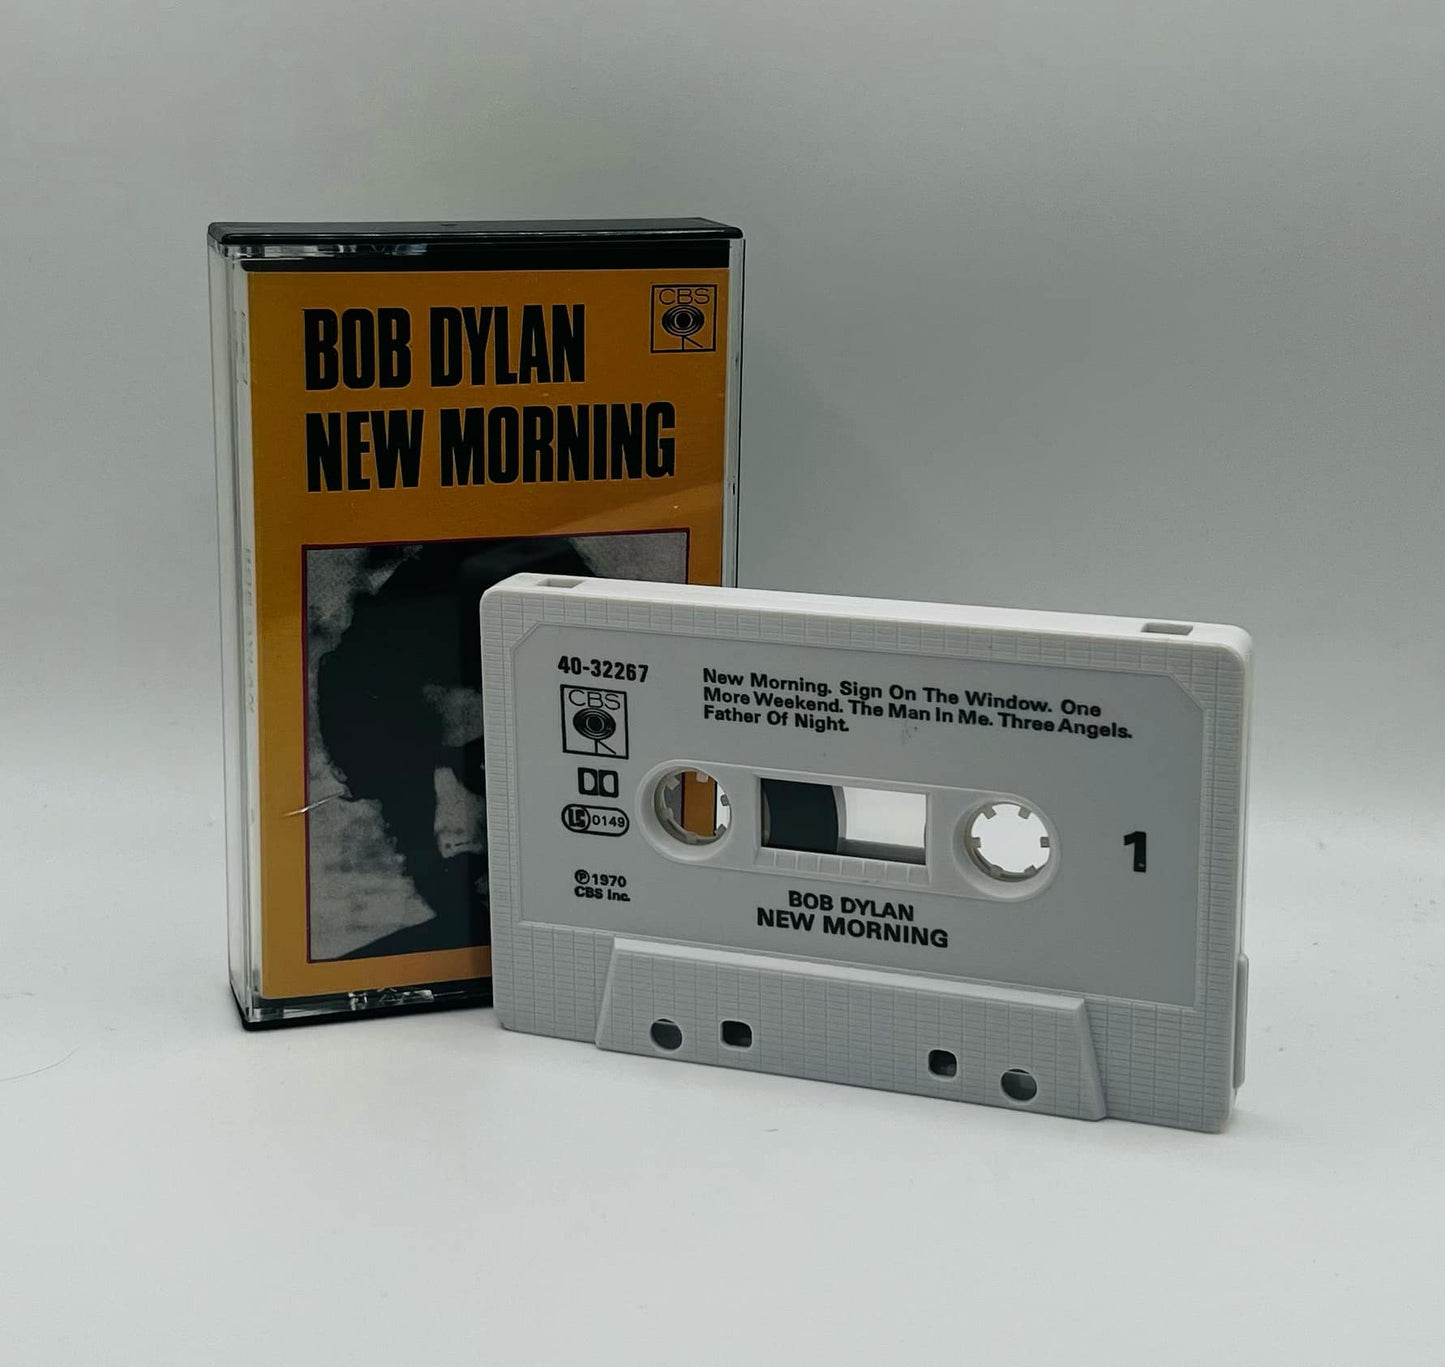 BOB DYLAN
NEW MORNING
CBS
40-32267
CBS
LC 0149
℗ 1970
CBS Inc.
New Morning. Sign On The Window. One
More Weekend. The Man In Me. Three Angels.
Father Of Night.
1
BOB DYLAN
NEW MORNING